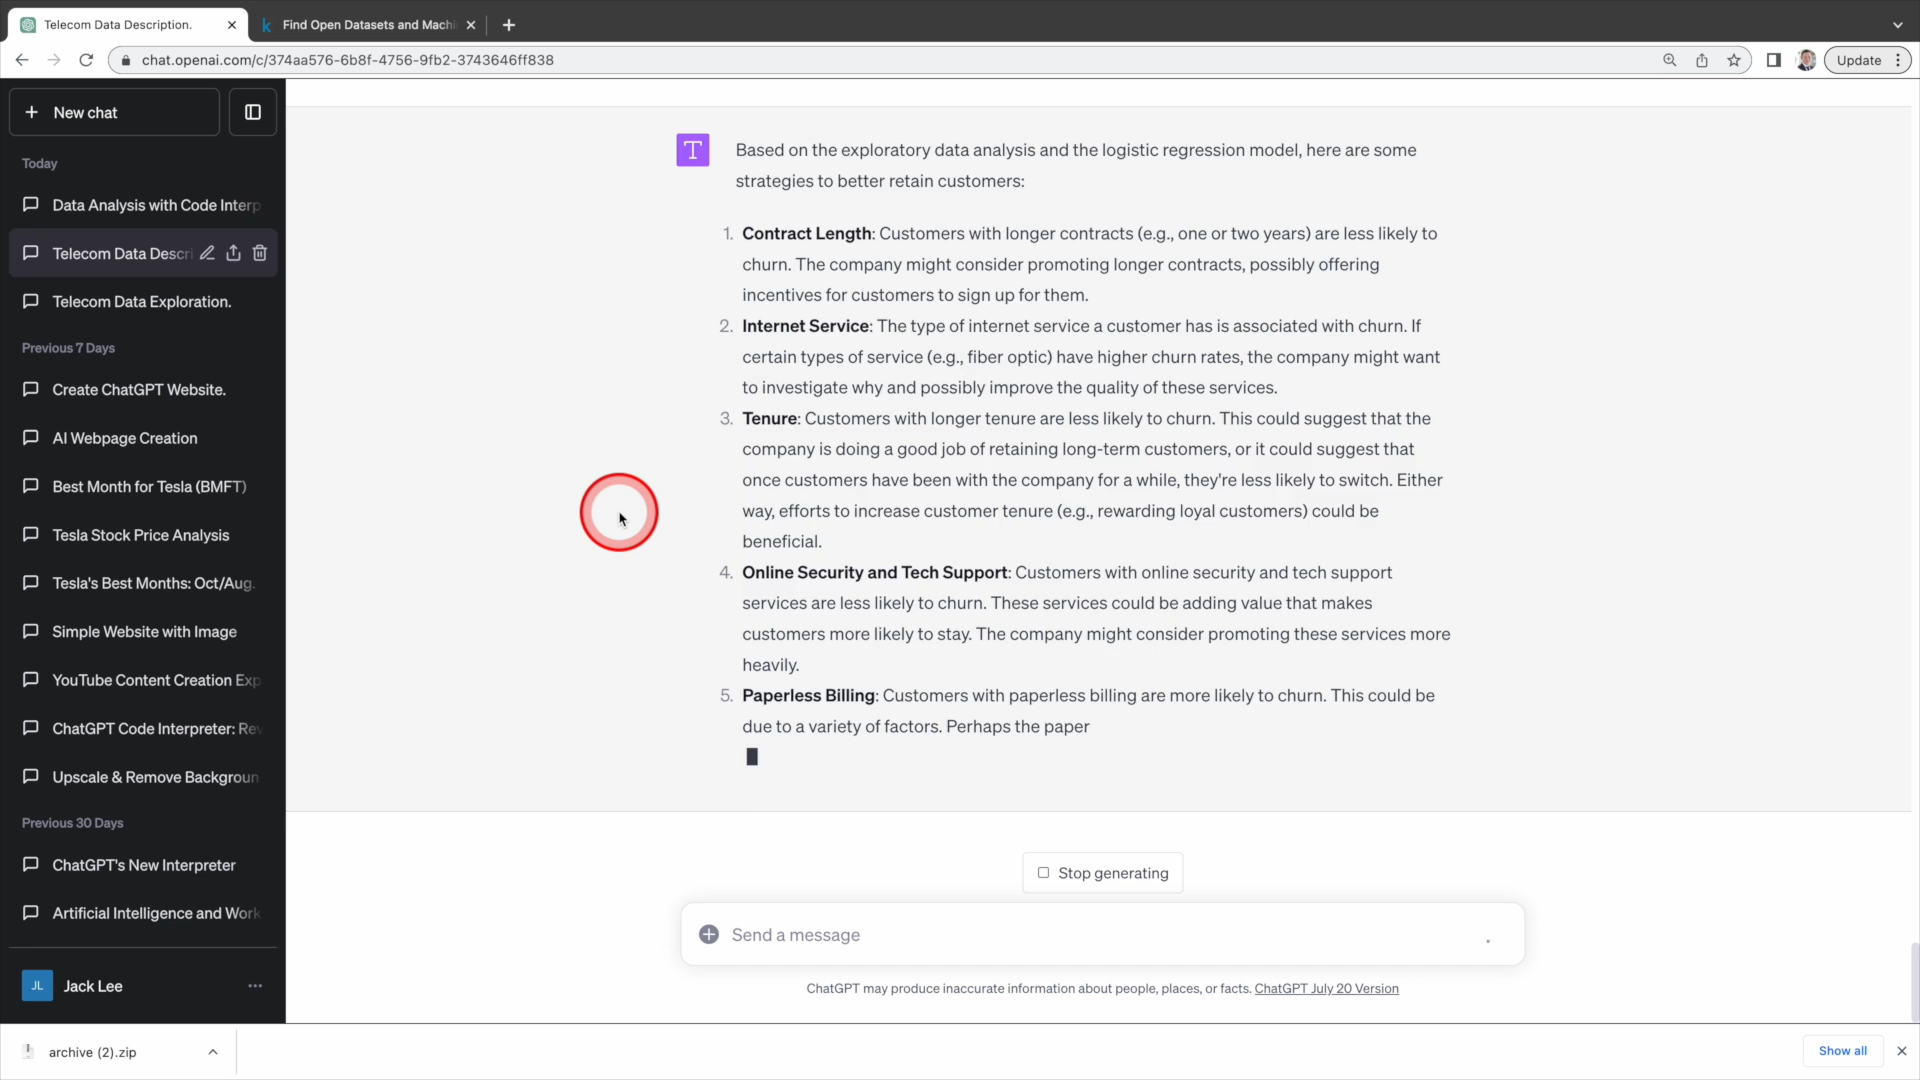 Telecom Data Description.
Find Open Datasets and Machi
chat.openai.com/c/374aa576-6b8f-4756-9fb2-3743646ff838
Update
New chat
Today
Data Analysis with Code Interp
Telecom Data Descri
Telecom Data Exploration.
Previous 7 Days
Create ChatGPT Website.
AI Webpage Creation
Best Month for Tesla (BMFT)
Tesla Stock Price Analysis
Tesla's Best Months: Oct/Aug.
Simple Website with Image
YouTube Content Creation Exp
ChatGPT Code Interpreter: Rev
Upscale & Remove Backgroun
Previous 30 Days
ChatGPT's New Interpreter
Artificial Intelligence and Work
JL
Jack Lee
T
Based on the exploratory data analysis and the logistic regression model, here are some
strategies to better retain customers:
1. Contract Length: Customers with longer contracts (e.g., one or two years) are less likely to
churn. The company might consider promoting longer contracts, possibly offering
incentives for customers to sign up for them.
2. Internet Service: The type of internet service a customer has is associated with churn. If
certain types of service (e.g., fiber optic) have higher churn rates, the company might want
to investigate why and possibly improve the quality of these services.
3. Tenure: Customers with longer tenure are less likely to churn. This could suggest that the
company is doing a good job of retaining long-term customers, or it could suggest that
once customers have been with the company for a while, they're less likely to switch. Either
way, efforts to increase customer tenure (e.g., rewarding loyal customers) could be
beneficial.
4. Online Security and Tech Support: Customers with online security and tech support
services are less likely to churn. These services could be adding value that makes
customers more likely to stay. The company might consider promoting these services more
heavily.
5. Paperless Billing: Customers with paperless billing are more likely to churn. This could be
due to a variety of factors. Perhaps the paper
Stop generating
Send a message
ChatGPT may produce inaccurate information about people, places, or facts. ChatGPT July 20 Version
archive (2).zip
Show all